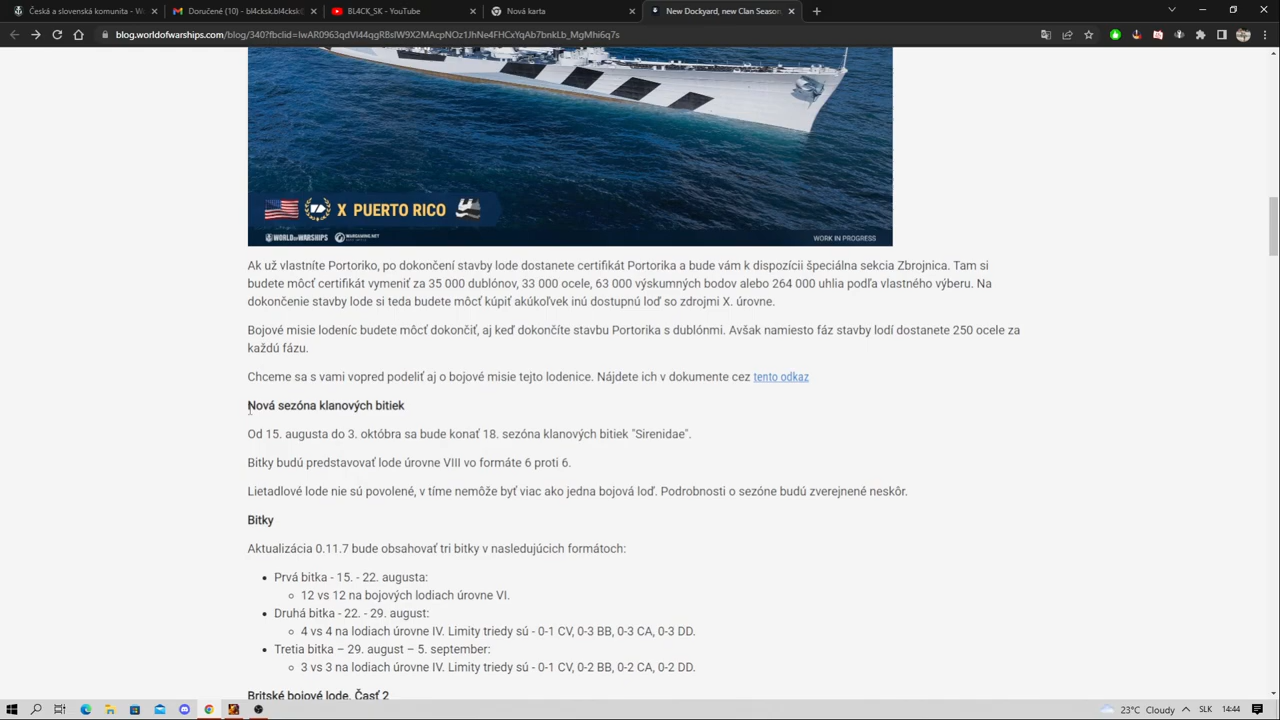 Česká a slovenská komunita - Wo
Doručené (10) - bl4cksk.bl4cksk@
BL4CK_SK - YouTube
Nová karta
New Dockyard, new Clan Season,
blog.worldofwarships.com/blog/340?fbclid=IwAR0963qdVI44qgRBsIW9X2MAcpNOz1JhNe4FHCxYqAb7bnkLb_MgMhi6q7s
X PUERTO RICO
WORLD OF WARSHIPS WARGAMING.NET WORK IN PROGRESS
Ak už vlastníte Portoriko, po dokončení stavby lode dostanete certifikát Portorika a bude vám k dispozícii špeciálna sekcia Zbrojnica. Tam si
budete môcť certifikát vymeniť za 35 000 dublónov, 33 000 ocele, 63 000 výskumných bodov alebo 264 000 uhlia podľa vlastného výberu. Na
dokončenie stavby lode si teda budete môcť kúpiť akúkoľvek inú dostupnú loď so zdrojmi X. úrovne.
Bojové misie lodeníc budete môcť dokončiť, aj keď dokončíte stavbu Portorika s dublónmi. Avšak namiesto fáz stavby lodí dostanete 250 ocele za
každú fázu.
Chceme sa s vami vopred podeliť aj o bojové misie tejto lodenice. Nájdete ich v dokumente cez tento odkaz
Nová sezóna klanových bitiek
Od 15. augusta do 3. októbra sa bude konať 18. sezóna klanových bitiek "Sirenidae".
Bitky budú predstavovať lode úrovne VIII vo formáte 6 proti 6.
Lietadlové lode nie sú povolené, v tíme nemôže byť viac ako jedna bojová loď. Podrobnosti o sezóne budú zverejnené neskôr.
Bitky
Aktualizácia 0.11.7 bude obsahovať tri bitky v nasledujúcich formátoch:
• Prvá bitka - 15. - 22. augusta:
12 vs 12 na bojových lodiach úrovne VI.
• Druhá bitka - 22. - 29. august:
4 vs 4 na lodiach úrovne IV. Limity triedy sú - 0-1 CV, 0-3 BB, 0-3 CA, 0-3 DD.
• Tretia bitka – 29. august – 5. september:
3 vs 3 na lodiach úrovne IV. Limity triedy sú - 0-1 CV, 0-2 BB, 0-2 CA, 0-2 DD.
Britské bojové lode. Časť 2
23°C Cloudy SLK 14:44